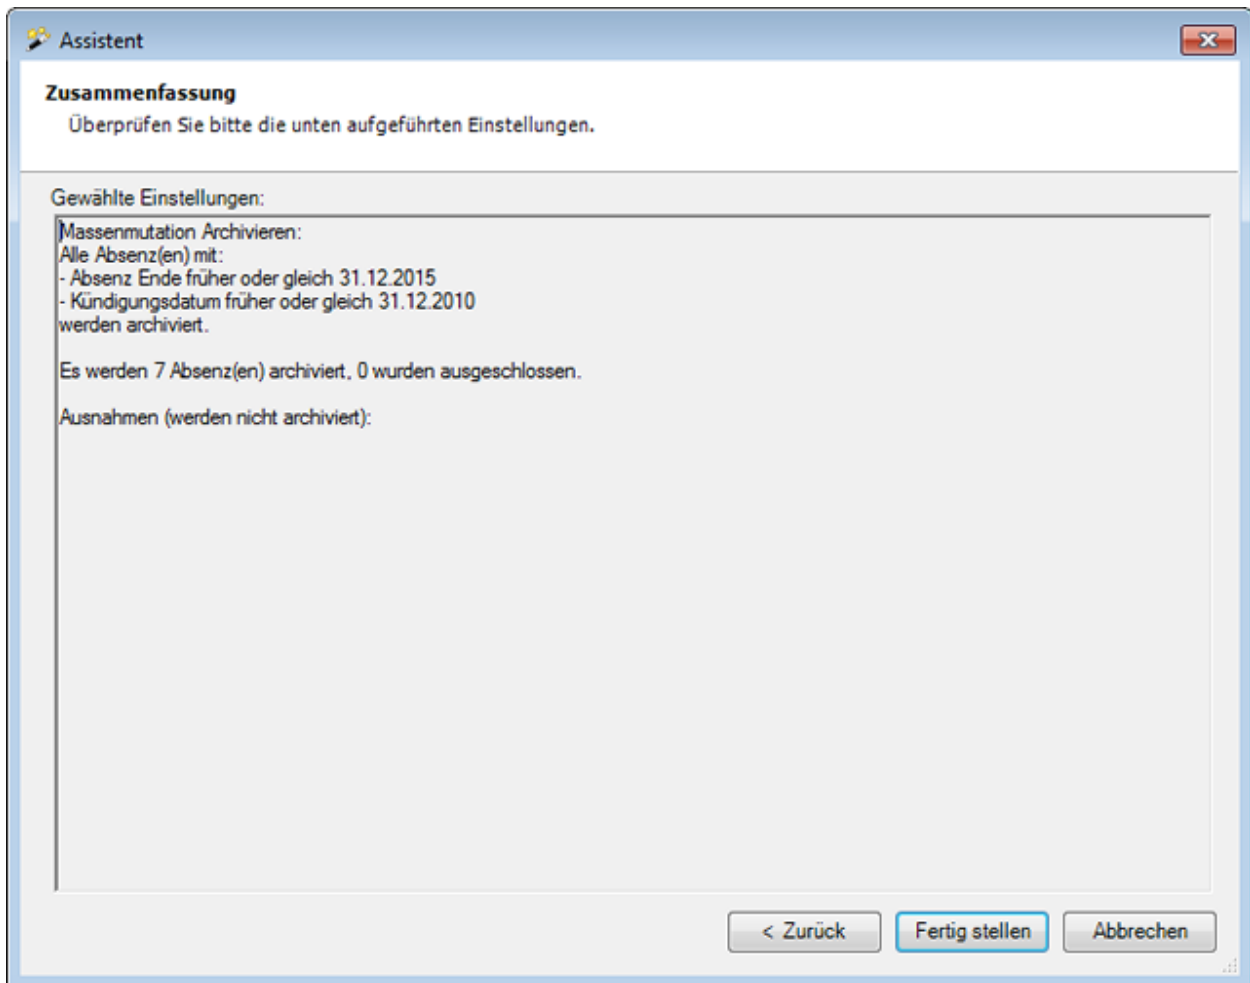 Assistent
Zusammenfassung
Überprüfen Sie bitte die unten aufgeführten Einstellungen.
Gewählte Einstellungen:
Massenmutation Archivieren:
Alle Absenz(en) mit:
- Absenz Ende früher oder gleich 31.12.2015
- Kündigungsdatum früher oder gleich 31.12.2010
werden archiviert.
Es werden 7 Absenz(en) archiviert, 0 wurden ausgeschlossen.
Ausnahmen (werden nicht archiviert):
< Zurück
Fertig stellen
Abbrechen